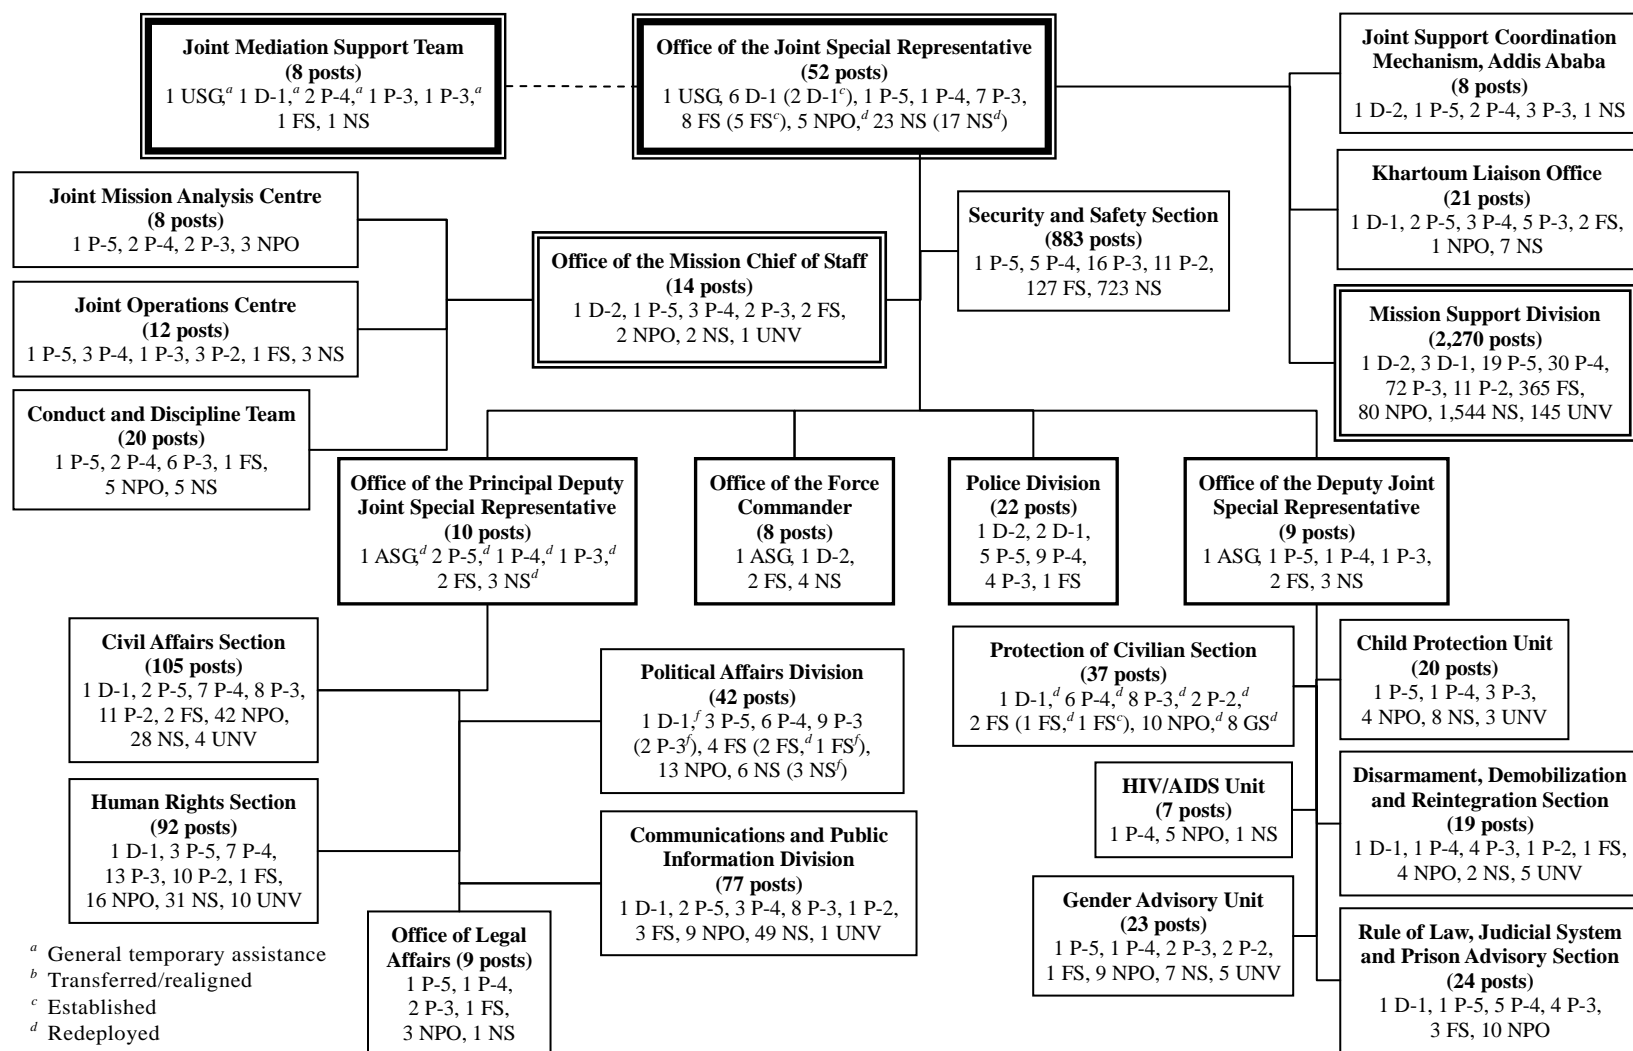 Joint Mediation Support Team
(8 posts)
1 USG,a 1 D-1,a 2 P-4,a 1 P-3, 1 P-3,a
1 FS, 1 NS
Office of the Joint Special Representative
(52 posts)
1 USG, 6 D-1 (2 D-1c), 1 P-5, 1 P-4, 7 P-3,
8 FS (5 FSc), 5 NPO,d 23 NS (17 NSd)
Joint Support Coordination
Mechanism, Addis Ababa
(8 posts)
1 D-2, 1 P-5, 2 P-4, 3 P-3, 1 NS
Joint Mission Analysis Centre
(8 posts)
1 P-5, 2 P-4, 2 P-3, 3 NPO
Khartoum Liaison Office
(21 posts)
1 D-1, 2 P-5, 3 P-4, 5 P-3, 2 FS,
1 NPO, 7 NS
Security and Safety Section
(883 posts)
1 P-5, 5 P-4, 16 P-3, 11 P-2,
127 FS, 723 NS
Office of the Mission Chief of Staff
(14 posts)
1 D-2, 1 P-5, 3 P-4, 2 P-3, 2 FS,
2 NPO, 2 NS, 1 UNV
Joint Operations Centre
(12 posts)
1 P-5, 3 P-4, 1 P-3, 3 P-2, 1 FS, 3 NS
Mission Support Division
(2,270 posts)
1 D-2, 3 D-1, 19 P-5, 30 P-4,
72 P-3, 11 P-2, 365 FS,
80 NPO, 1,544 NS, 145 UNV
Conduct and Discipline Team
(20 posts)
1 P-5, 2 P-4, 6 P-3, 1 FS,
5 NPO, 5 NS
Office of the Principal Deputy
Joint Special Representative
(10 posts)
1 ASG,d 2 P-5,d 1 P-4,d 1 P-3,d
2 FS, 3 NSd
Office of the Force
Commander
(8 posts)
1 ASG, 1 D-2,
2 FS, 4 NS
Police Division
(22 posts)
1 D-2, 2 D-1,
5 P-5, 9 P-4,
4 P-3, 1 FS
Office of the Deputy Joint
Special Representative
(9 posts)
1 ASG, 1 P-5, 1 P-4, 1 P-3,
2 FS, 3 NS
Civil Affairs Section
(105 posts)
1 D-1, 2 P-5, 7 P-4, 8 P-3,
11 P-2, 2 FS, 42 NPO,
28 NS, 4 UNV
Political Affairs Division
(42 posts)
1 D-1,f 3 P-5, 6 P-4, 9 P-3
(2 P-3f), 4 FS (2 FS,d 1 FSf),
13 NPO, 6 NS (3 NSf)
Protection of Civilian Section
(37 posts)
1 D-1,d 6 P-4,d 8 P-3,d 2 P-2,d
2 FS (1 FS,d 1 FSc), 10 NPO,d 8 GSd
Child Protection Unit
(20 posts)
1 P-5, 1 P-4, 3 P-3,
4 NPO, 8 NS, 3 UNV
HIV/AIDS Unit
(7 posts)
1 P-4, 5 NPO, 1 NS
Disarmament, Demobilization
and Reintegration Section
(19 posts)
1 D-1, 1 P-4, 4 P-3, 1 P-2, 1 FS,
4 NPO, 2 NS, 5 UNV
Human Rights Section
(92 posts)
1 D-1, 3 P-5, 7 P-4,
13 P-3, 10 P-2, 1 FS,
16 NPO, 31 NS, 10 UNV
Communications and Public
Information Division
(77 posts)
1 D-1, 2 P-5, 3 P-4, 8 P-3, 1 P-2,
3 FS, 9 NPO, 49 NS, 1 UNV
Gender Advisory Unit
(23 posts)
1 P-5, 1 P-4, 2 P-3, 2 P-2,
1 FS, 9 NPO, 7 NS, 5 UNV
Office of Legal
Affairs (9 posts)
1 P-5, 1 P-4,
2 P-3, 1 FS,
3 NPO, 1 NS
Rule of Law, Judicial System
and Prison Advisory Section
(24 posts)
1 D-1, 1 P-5, 5 P-4, 4 P-3,
3 FS, 10 NPO
a General temporary assistance
b Transferred/realigned
c Established
d Redeployed